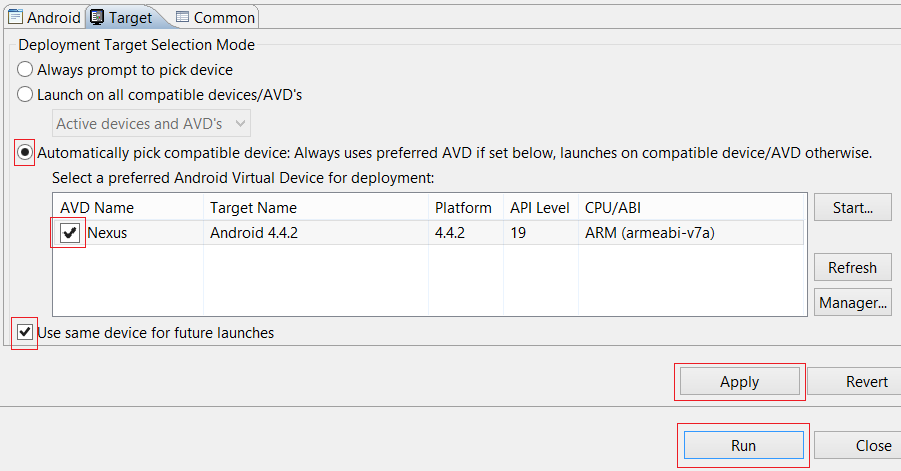 Android Target Common
Deployment Target Selection Mode
Always prompt to pick device
Launch on all compatible devices/AVD's
Active devices and AVD's
Automatically pick compatible device: Always uses preferred AVD if set below, launches on compatible device/AVD otherwise.
Select a preferred Android Virtual Device for deployment:
AVD Name Target Name Platform API Level CPU/ABI
Nexus Android 4.4.2 4.4.2 19 ARM (armeabi-v7a)
Start...
Refresh
Manager...
Use same device for future launches
Apply Revert
Run Close